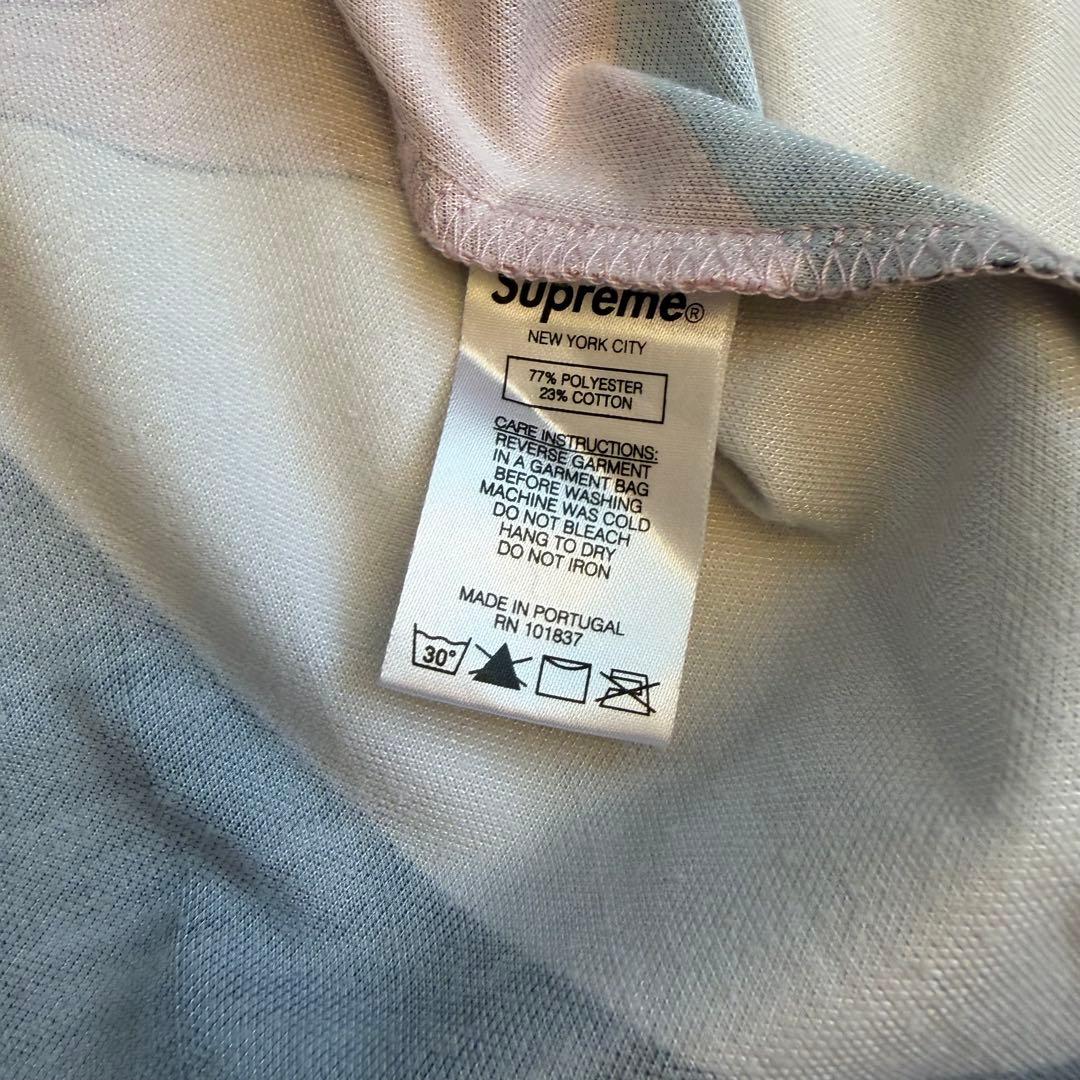 Supreme®
NEW YORK CITY
77% POLYESTER
23% COTTON
CARE INSTRUCTIONS:
REVERSE GARMENT
IN A GARMENT BAG
BEFORE WASHING
MACHINE WAS COLD
DO NOT BLEACH
HANG TO DRY
DO NOT IRON
MADE IN PORTUGAL
RN 101837
30°